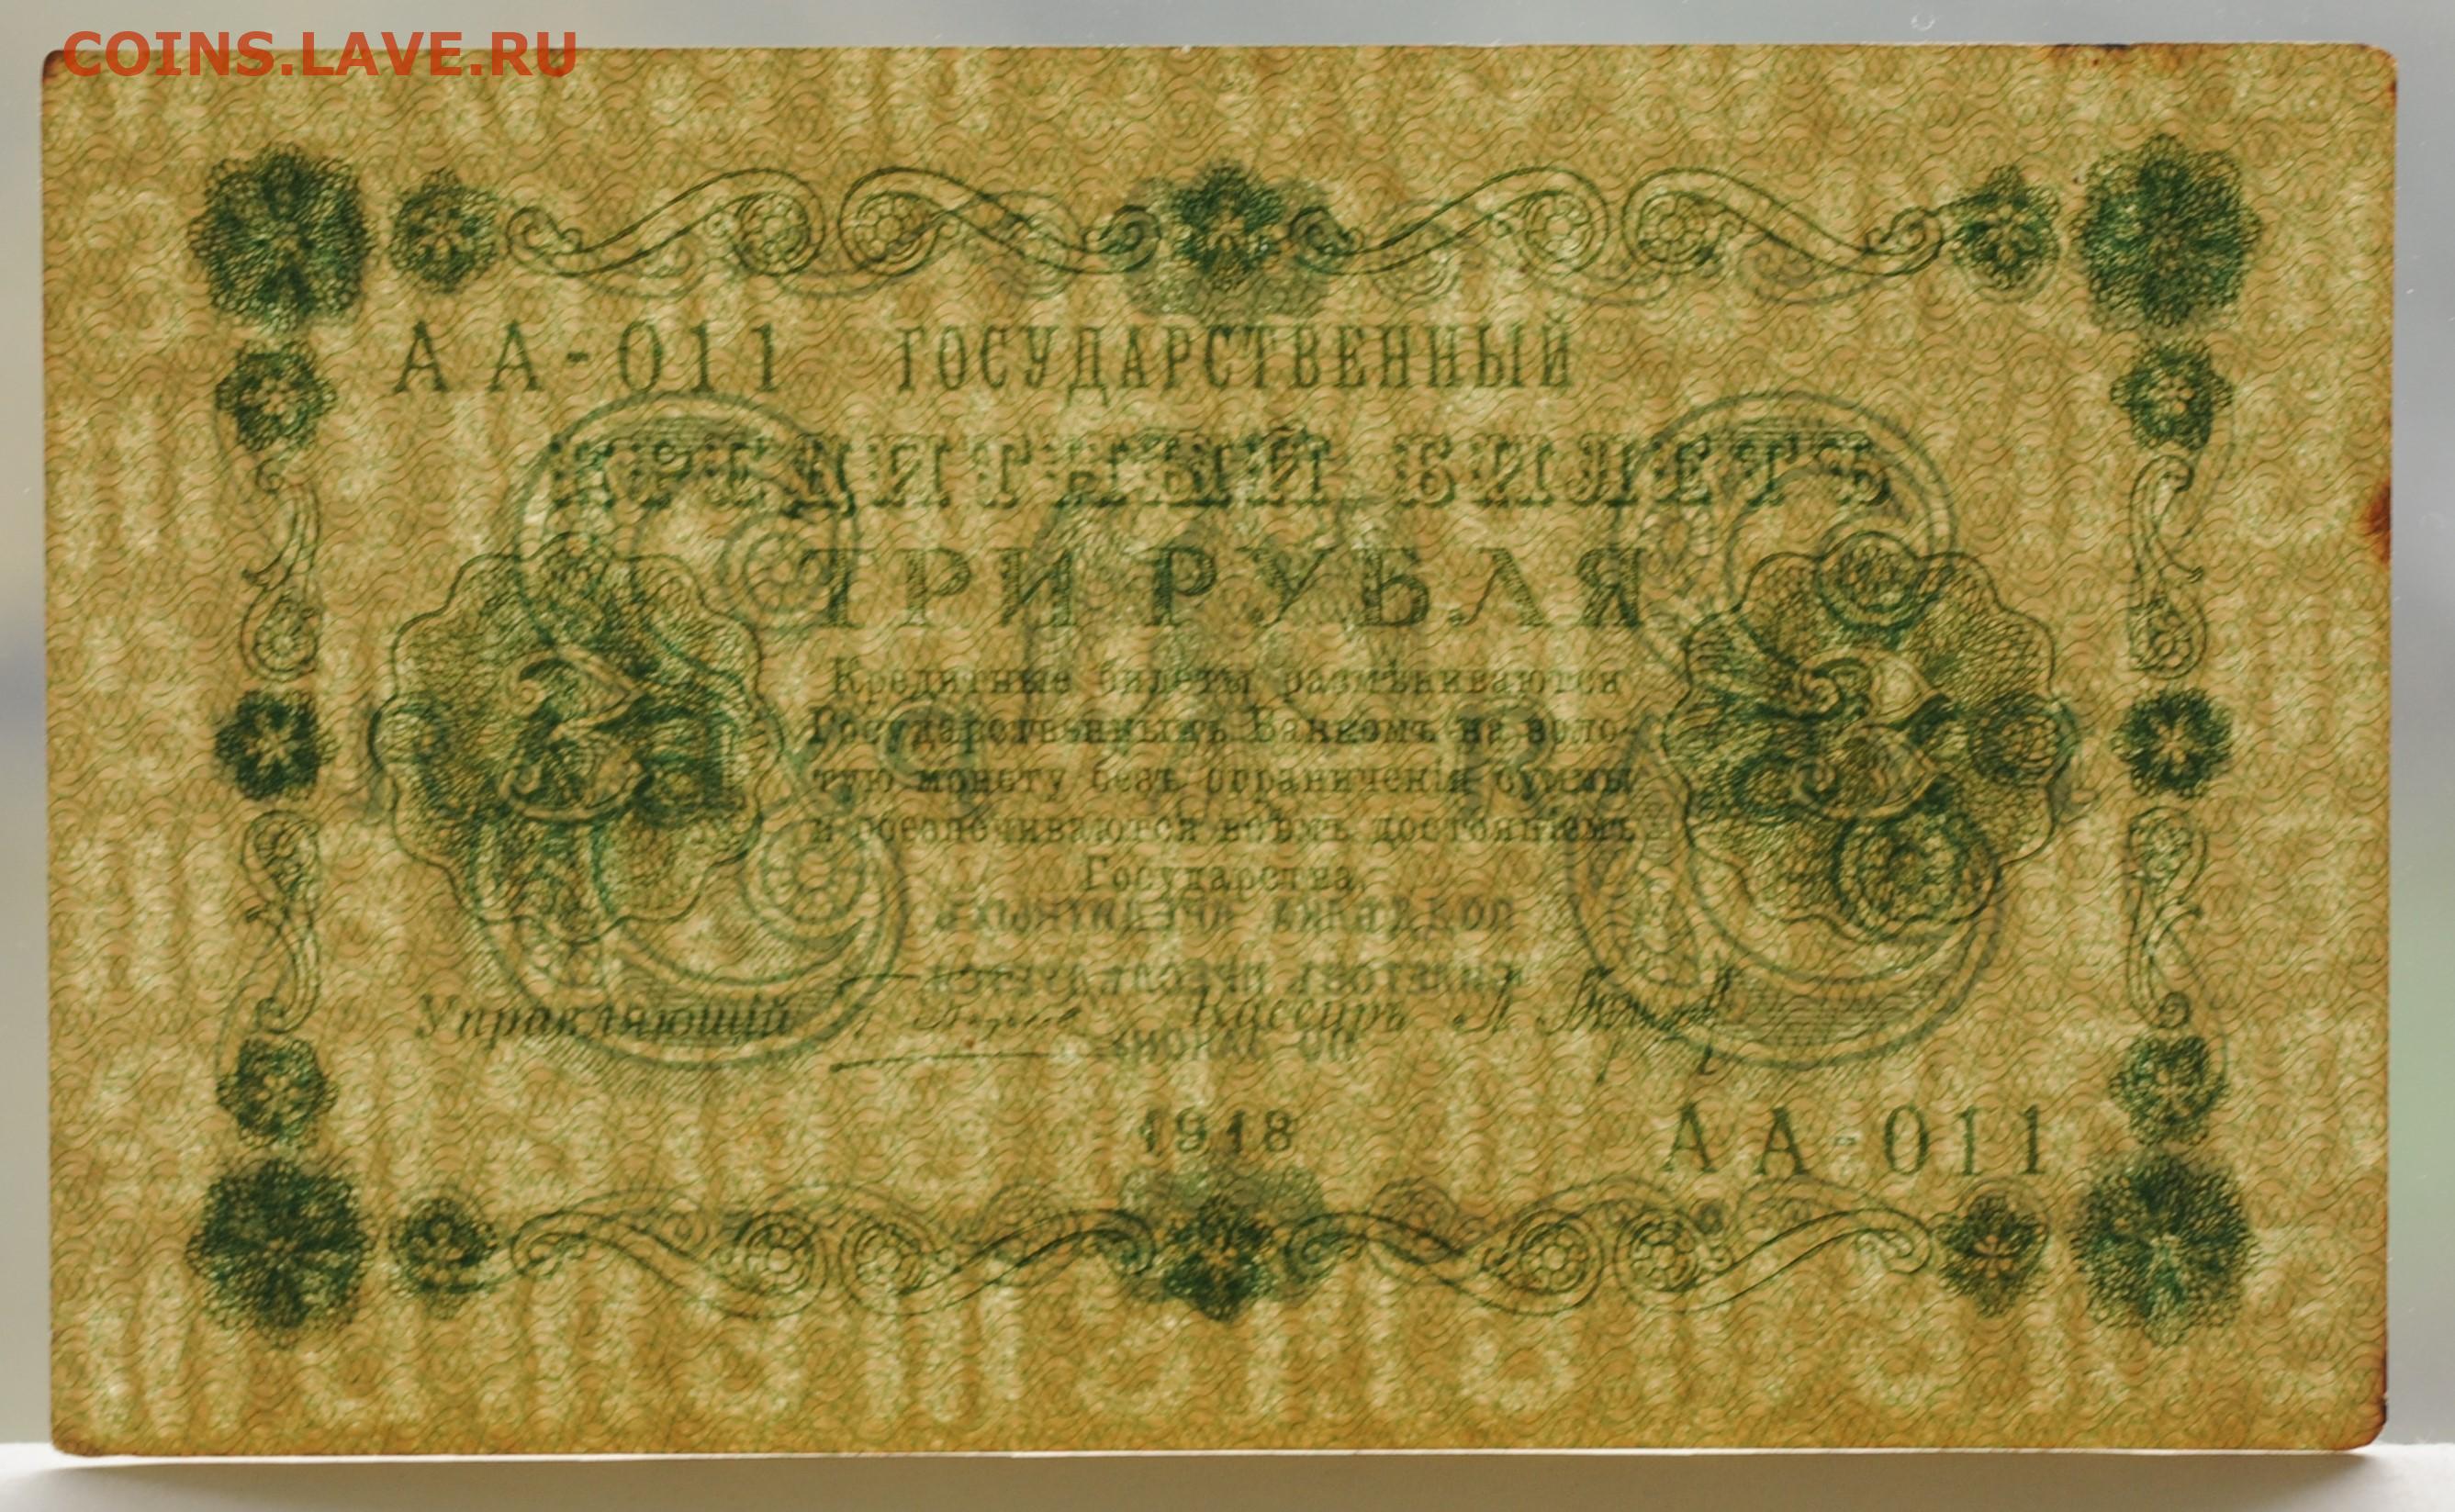 COINS.LAVE.RU
АА-011 ГОСУДАРСТВЕННЫЙ
КРЕДИТНЫЙ БИЛЕТЪ
ТРИ РУБЛЯ
Кредитные билеты размѣниваются
Государственнымъ Банкомъ на золо-
тую монету безъ ограниченія суммы
и обезпечиваются всѣмъ достояніемъ
Государства.
Управляющій Кассиръ
1918
АА-011